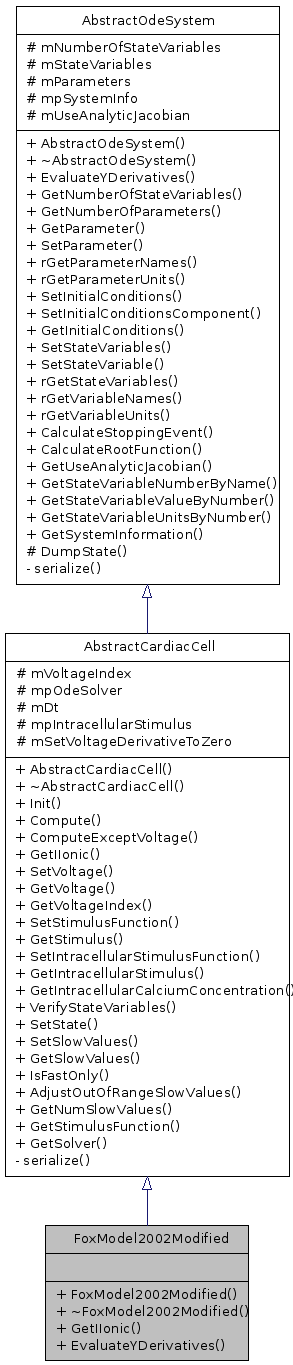 AbstractOdeSystem
# mNumberOfStateVariables
# mStateVariables
# mParameters
# mpSystemInfo
# mUseAnalyticJacobian
+ AbstractOdeSystem()
+ ~AbstractOdeSystem()
+ EvaluateYDerivatives()
+ GetNumberOfStateVariables()
+ GetNumberOfParameters()
+ GetParameter()
+ SetParameter()
+ rGetParameterNames()
+ rGetParameterUnits()
+ SetInitialConditions()
+ SetInitialConditionsComponent()
+ GetInitialConditions()
+ SetStateVariables()
+ SetStateVariable()
+ rGetStateVariables()
+ rGetVariableNames()
+ rGetVariableUnits()
+ CalculateStoppingEvent()
+ CalculateRootFunction()
+ GetUseAnalyticJacobian()
+ GetStateVariableNumberByName()
+ GetStateVariableValueByNumber()
+ GetStateVariableUnitsByNumber()
+ GetSystemInformation()
# DumpState()
- serialize()
AbstractCardiacCell
# mVoltageIndex
# mpOdeSolver
# mDt
# mpIntracellularStimulus
# mSetVoltageDerivativeToZero
+ AbstractCardiacCell()
+ ~AbstractCardiacCell()
+ Init()
+ Compute()
+ ComputeExceptVoltage()
+ GetIIonic()
+ SetVoltage()
+ GetVoltage()
+ GetVoltageIndex()
+ SetStimulusFunction()
+ GetStimulus()
+ SetIntracellularStimulusFunction()
+ GetIntracellularStimulus()
+ GetIntracellularCalciumConcentration()
+ VerifyStateVariables()
+ SetState()
+ SetSlowValues()
+ GetSlowValues()
+ IsFastOnly()
+ AdjustOutOfRangeSlowValues()
+ GetNumSlowValues()
+ GetStimulusFunction()
+ GetSolver()
- serialize()
FoxModel2002Modified
+ FoxModel2002Modified()
+ ~FoxModel2002Modified()
+ GetIIonic()
+ EvaluateYDerivatives()